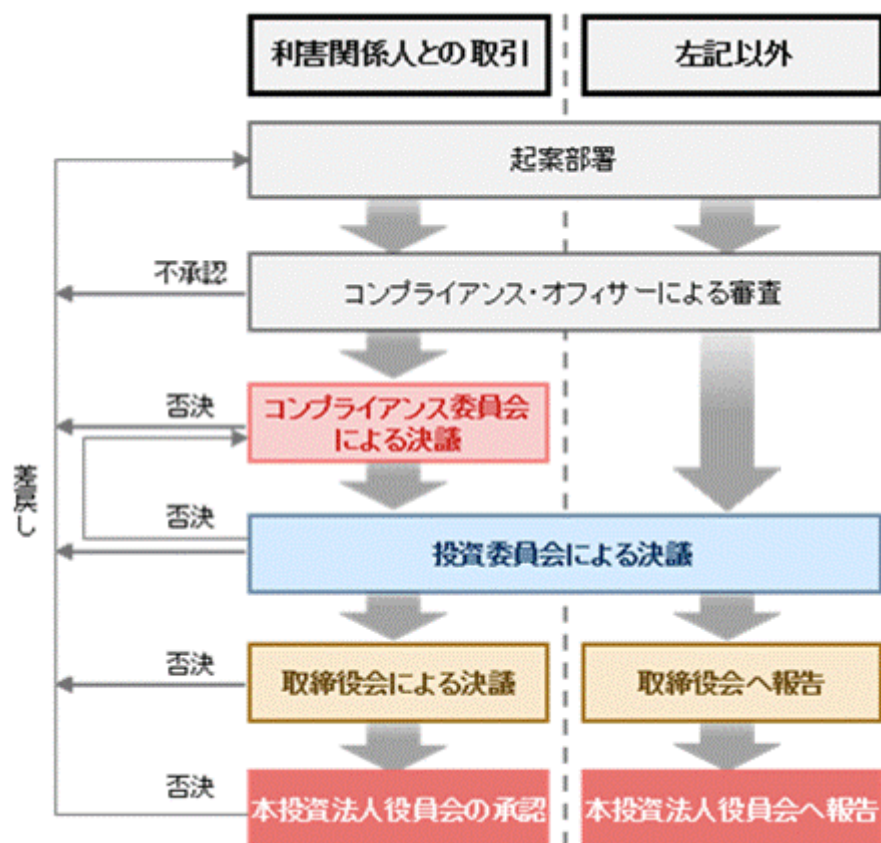 利害関係人との取引
左記以外
起案部署
不承認
コンプライアンス・オフィサーによる審査
否決
コンプライアンス委員会
による決議
差戻し
否決
投資委員会による決議
否決
取締役会による決議
取締役会へ報告
否決
本投資法人役員会の承認
本投資法人役員会へ報告